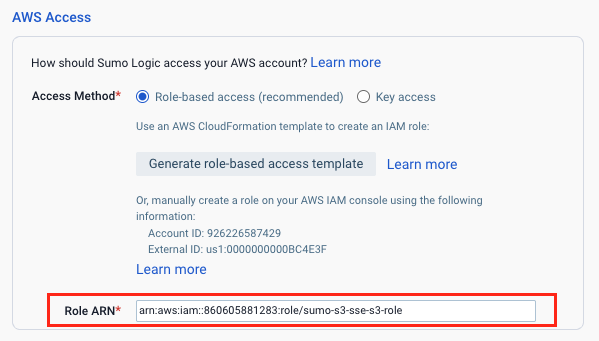 AWS Access
How should Sumo Logic access your AWS account? Learn more
Access Method* Role-based access (recommended) Key access
Use an AWS CloudFormation template to create an IAM role:
Generate role-based access template Learn more
Or, manually create a role on your AWS IAM console using the following
information:
Account ID: 926226587429
External ID: us1:0000000000BC4E3F
Learn more
Role ARN* arn:aws:iam::860605881283:role/sumo-s3-sse-s3-role